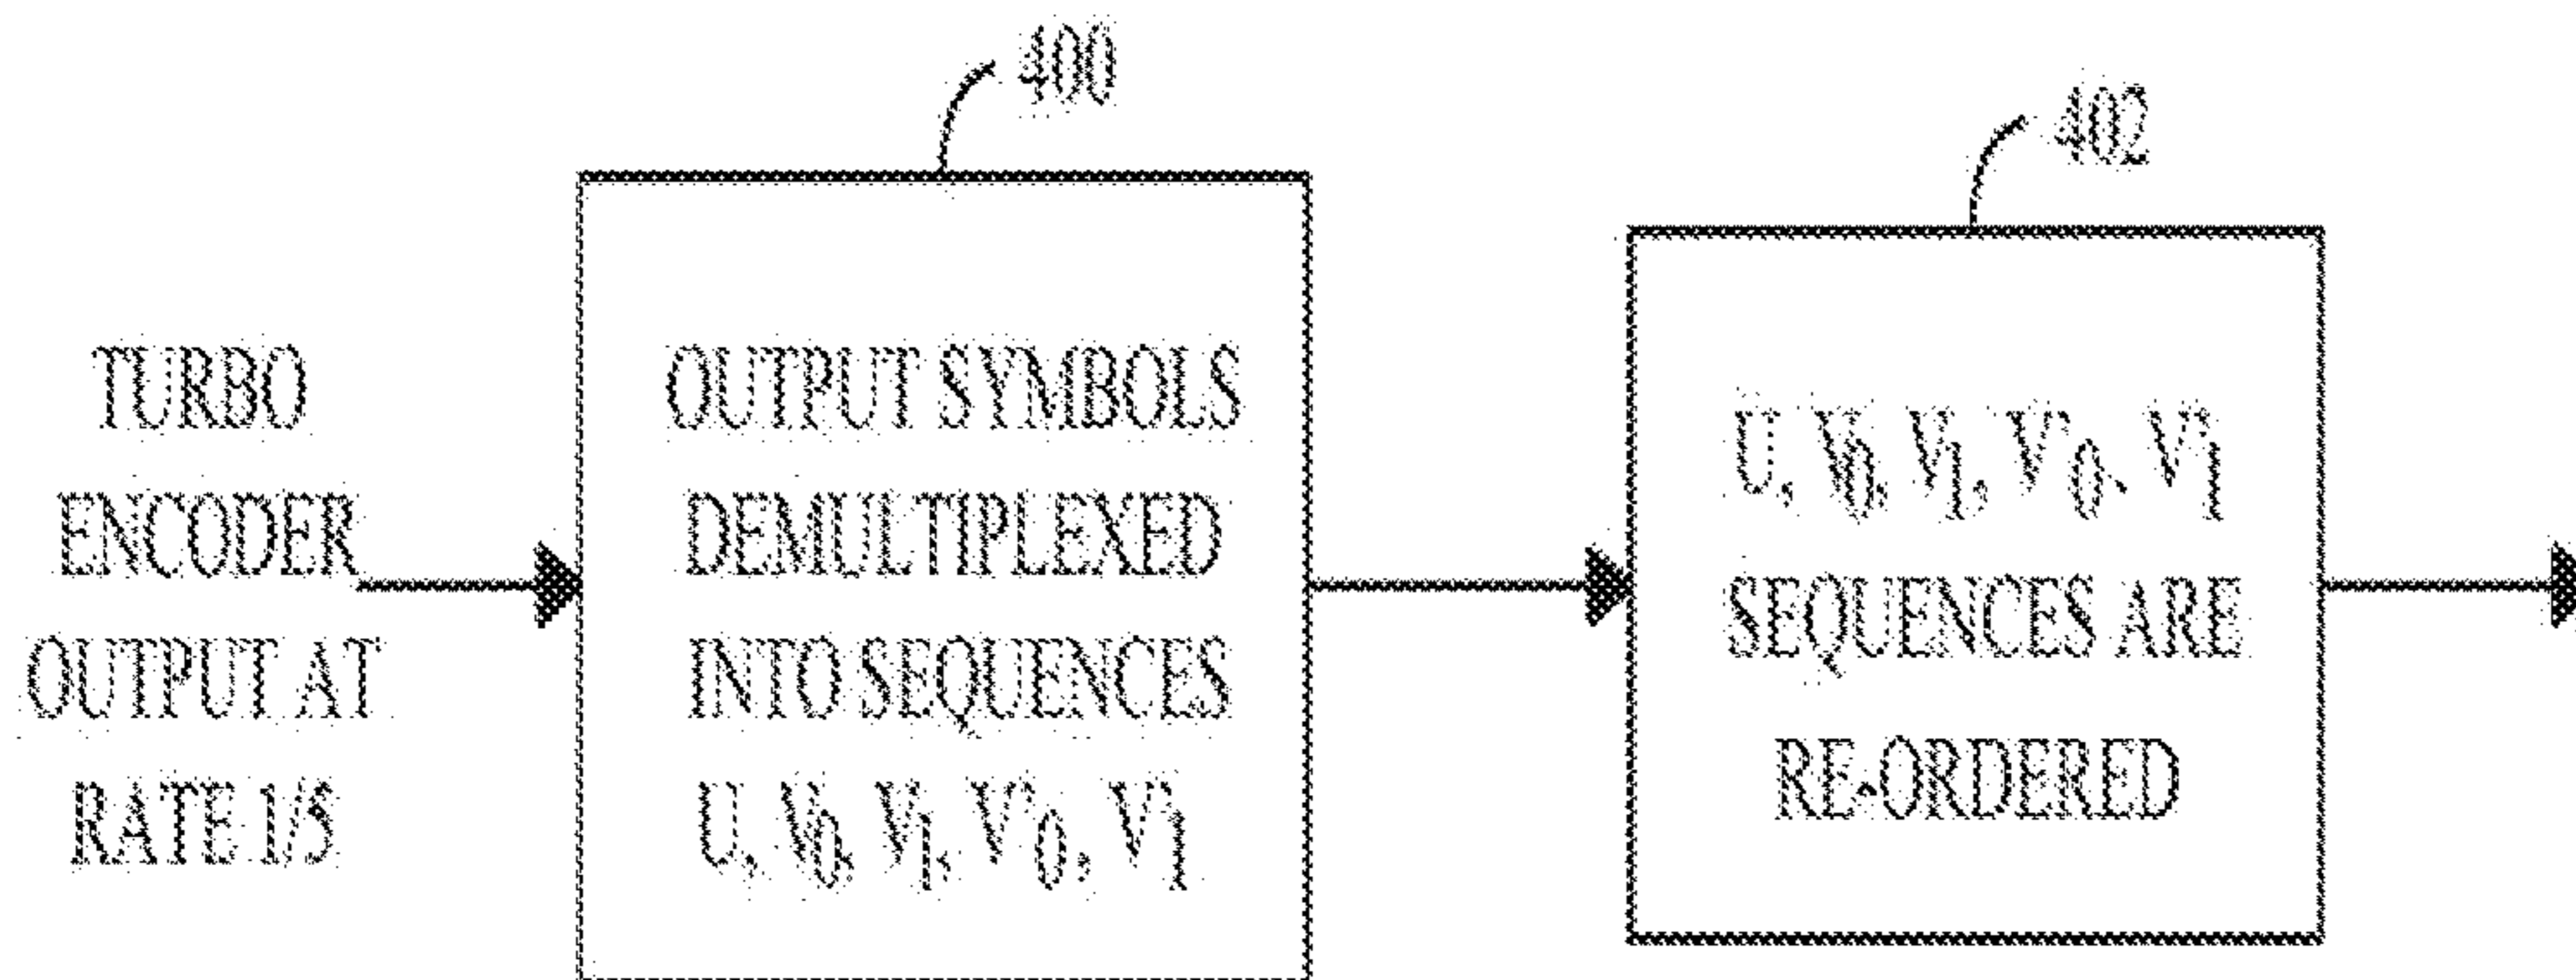 400
402
TURBO
ENCODER
OUTPUT AT
RATE 1/5
OUTPUT SYMBOLS
DEMULTIPLEXED
INTO SEQUENCES
U, V0, V1, V'0, V'1
U, V0, V1, V'0, V'1
SEQUENCES ARE
RE-ORDERED